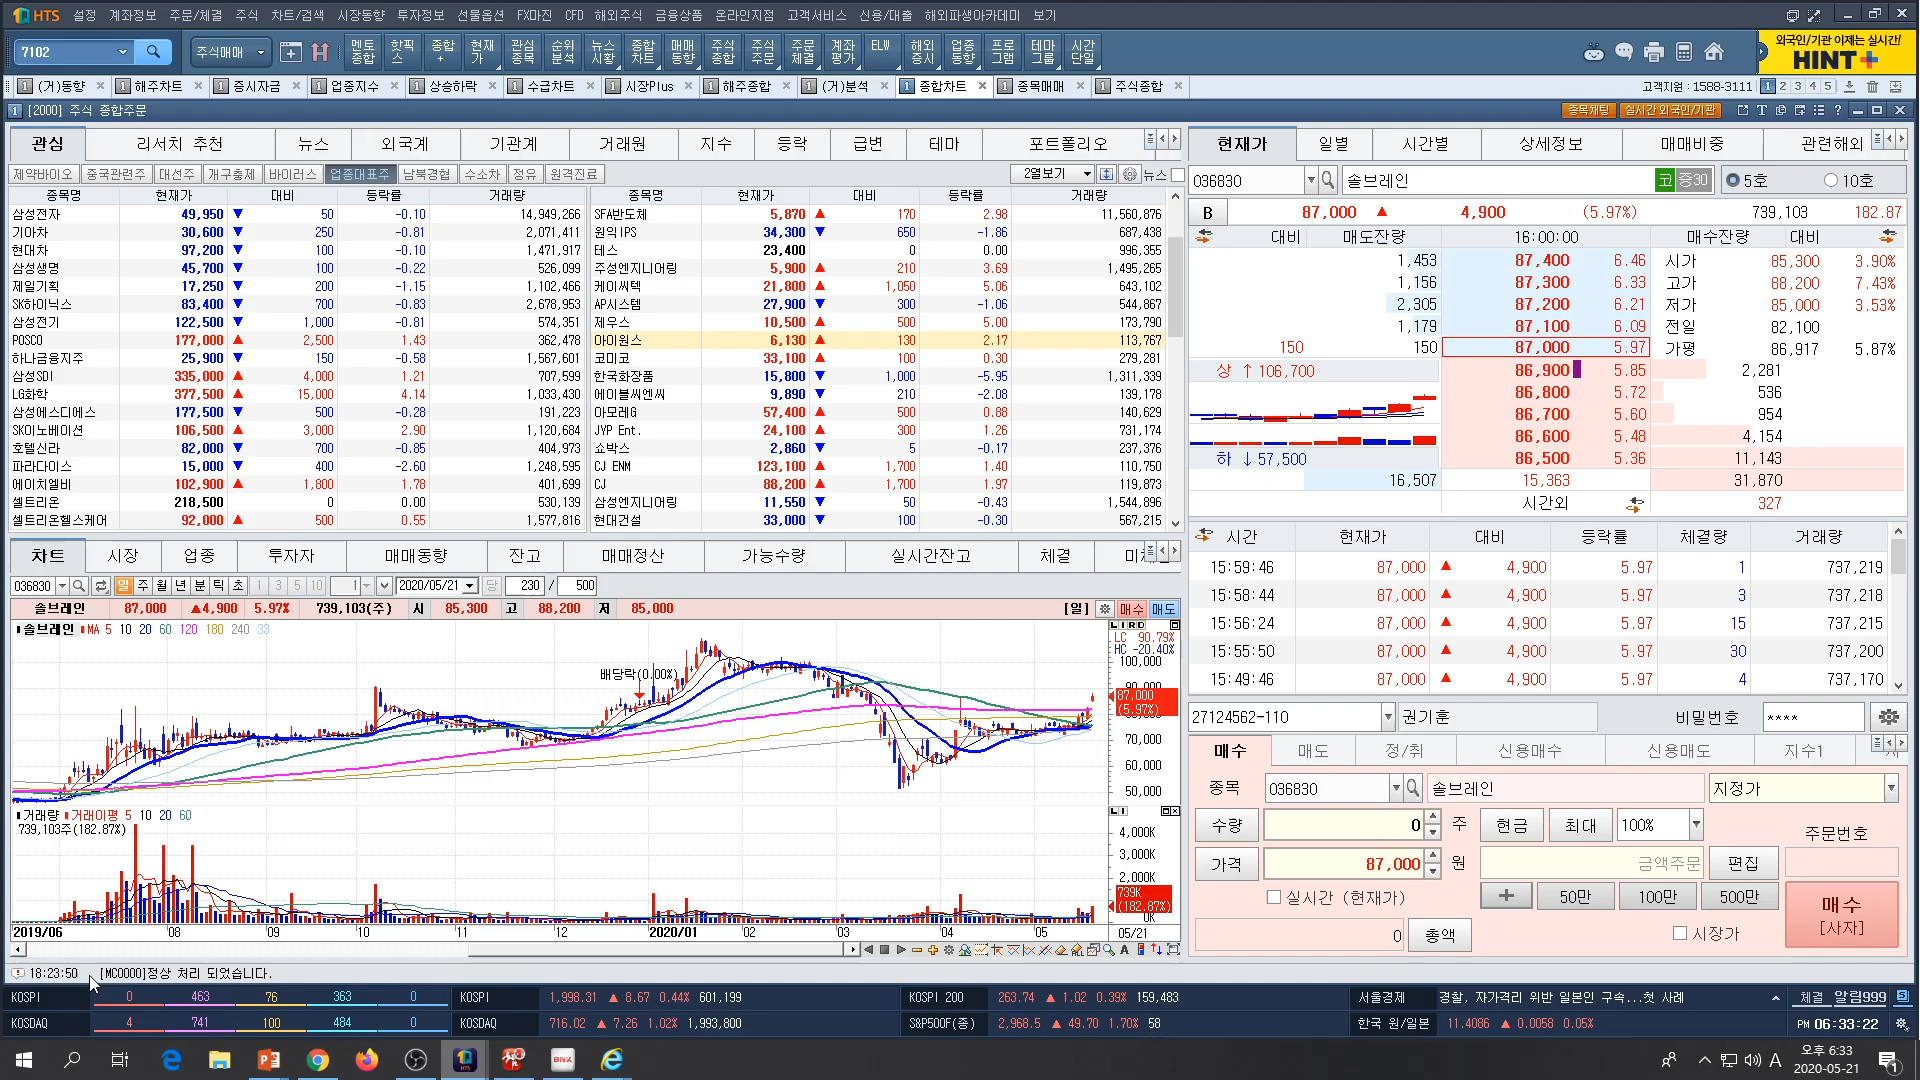 HTS 설정 계좌정보 주문/체결 주식 차트/검색 시장동향 투자정보 선물옵션 FX마진 CFD 해외주식 금융상품 온라인지점 고객서비스 신용/대출 해외파생아카데미 보기
7102 주식매매 멘토종합 핫픽스 종합+ 현재가 관심종목 순위분석 뉴스시황 종합차트 매매동향 주식종합 주식주문 주문체결 계좌평가 ELW 해외증시 업종동향 프로그램 테마그룹 시간단일
외국인/기관 이제는 실시간!
HINT+
1 (거)동향 1 해주차트 1 증시자금 1 업종지수 1 상승하락 1 수급차트 1 시장Plus 1 해주종합 1 (거)분석 1 종합차트 1 종목매매 1 주식종합 고객지원 : 1588-3111 1 2 3 4 5
1 [2000] 주식 종합주문 종목채팅 실시간 외국인/기관
관심 리서치 추천 뉴스 외국계 기관계 거래원 지수 등락 급변 테마 포트폴리오
제약바이오 중국관련주 대선주 개구충제 바이러스 업종대표주 남북경협 수소차 정유 원격진료 2열보기 뉴스
종목명 현재가 대비 등락률 거래량 종목명 현재가 대비 등락률 거래량
삼성전자 49,950 ▼ 50 -0.10 14,949,266 SFA반도체 5,870 ▲ 170 2.98 11,560,876
기아차 30,600 ▼ 250 -0.81 2,071,411 원익IPS 34,300 ▼ 650 -1.86 687,438
현대차 97,200 ▼ 100 -0.10 1,471,917 테스 23,400 0 0.00 996,355
삼성생명 45,700 ▼ 100 -0.22 526,099 주성엔지니어링 5,900 ▲ 210 3.69 1,495,265
제일기획 17,250 ▼ 200 -1.15 1,102,466 케이씨텍 21,800 ▲ 1,050 5.06 643,102
SK하이닉스 83,400 ▼ 700 -0.83 2,678,953 AP시스템 27,900 ▼ 300 -1.06 544,867
삼성전기 122,500 ▼ 1,000 -0.81 574,351 제우스 10,500 ▲ 500 5.00 173,790
POSCO 177,000 ▲ 2,500 1.43 362,478 아이원스 6,130 ▲ 130 2.17 113,767
하나금융지주 25,900 ▼ 150 -0.58 1,567,601 코미코 33,100 ▲ 100 0.30 279,281
삼성SDI 335,000 ▲ 4,000 1.21 707,599 한국화장품 15,800 ▼ 1,000 -5.95 1,311,339
LG화학 377,500 ▲ 15,000 4.14 1,033,430 에이블씨엔씨 9,890 ▼ 210 -2.08 139,178
삼성에스디에스 177,500 ▼ 500 -0.28 191,223 아모레G 57,400 ▲ 500 0.88 140,629
SK이노베이션 106,500 ▲ 3,000 2.90 1,120,684 JYP Ent. 24,100 ▲ 300 1.26 731,174
호텔신라 82,000 ▼ 700 -0.85 404,973 쇼박스 2,860 ▼ 5 -0.17 237,376
파라다이스 15,000 ▼ 400 -2.60 1,248,595 CJ ENM 123,100 ▲ 1,700 1.40 110,750
에이치엘비 102,900 ▲ 1,800 1.78 401,699 CJ 88,200 ▲ 1,700 1.97 119,873
셀트리온 218,500 0 0.00 530,139 삼성엔지니어링 11,550 ▼ 50 -0.43 1,544,896
셀트리온헬스케어 92,000 ▲ 500 0.55 1,577,816 현대건설 33,000 ▼ 100 -0.30 567,215
차트 시장 업종 투자자 매매동향 잔고 매매정산 가능수량 실시간잔고 체결
036830 일 주 월 년 분 틱 초 1 3 5 10 1 2020/05/21 당 230 / 500
솔브레인 87,000 ▲4,900 5.97% 739,103(주) 시 85,300 고 88,200 저 85,000 [일] 매수 매도
솔브레인 MA 5 10 20 60 120 180 240 33
LC 90.79%
HC -20.40%
배당락(0.00%)
100,000
90,000
87,000
(5.97%)
70,000
60,000
50,000
거래량 거래이평 5 10 20 60
739,103주(182.87%)
4,000K
3,000K
2,000K
739K
(182.87%)
0K
2019/06 08 09 10 11 12 2020/01 02 03 04 05 05/21
18:23:50 [MC0000]정상 처리 되었습니다.
현재가 일별 시간별 상세정보 매매비중 관련해외
036830 솔브레인 코 중30 5호 10호
B 87,000 ▲ 4,900 (5.97%) 739,103 182.87
대비 매도잔량 16:00:00 매수잔량 대비
1,453 87,400 6.46 시가 85,300 3.90%
1,156 87,300 6.33 고가 88,200 7.43%
2,305 87,200 6.21 저가 85,000 3.53%
1,179 87,100 6.09 전일 82,100
150 150 87,000 5.97 가평 86,917 5.87%
상 ↑ 106,700 86,900 5.85 2,281
86,800 5.72 536
86,700 5.60 954
86,600 5.48 4,154
하 ↓ 57,500 86,500 5.36 11,143
16,507 15,363 31,870
시간외 327
시간 현재가 대비 등락률 체결량 거래량
15:59:46 87,000 ▲ 4,900 5.97 1 737,219
15:58:44 87,000 ▲ 4,900 5.97 3 737,218
15:56:24 87,000 ▲ 4,900 5.97 15 737,215
15:55:50 87,000 ▲ 4,900 5.97 30 737,200
15:49:46 87,000 ▲ 4,900 5.97 4 737,170
27124562-110 권기훈 비밀번호 ****
매수 매도 정/취 신용매수 신용매도 지수1
종목 036830 솔브레인 지정가
수량 0 주 현금 최대 100% 주문번호
가격 87,000 원 금액주문 편집
실시간 (현재가) + 50만 100만 500만
매수
[사자]
0 총액 시장가
KOSPI 0 463 76 363 0 KOSPI 1,998.31 ▲ 8.67 0.44% 601,199 KOSPI 200 263.74 ▲ 1.02 0.39% 159,483 서울경제 경찰, 자가격리 위반 일본인 구속...첫 사례 체결 알림999
KOSDAQ 4 741 100 484 0 KOSDAQ 716.02 ▲ 7.26 1.02% 1,993,800 S&P500F(종) 2,968.5 ▲ 49.70 1.70% 58 한국 원/일본 11.4086 ▲ 0.0058 0.05% PM 06:33:22
BNK A 오후 6:33
2020-05-21